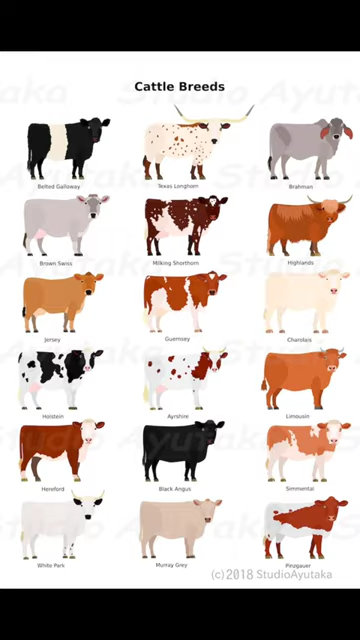 Cattle Breeds
Belted Galloway
Texas Longhorn
Brahman
Brown Swiss
Milking Shorthorn
Highlands
Jersey
Guernsey
Charolais
Holstein
Ayrshire
Limousin
Hereford
Black Angus
Simmental
White Park
Murray Grey
Pinzgauer
(c)2018 StudioAyutaka